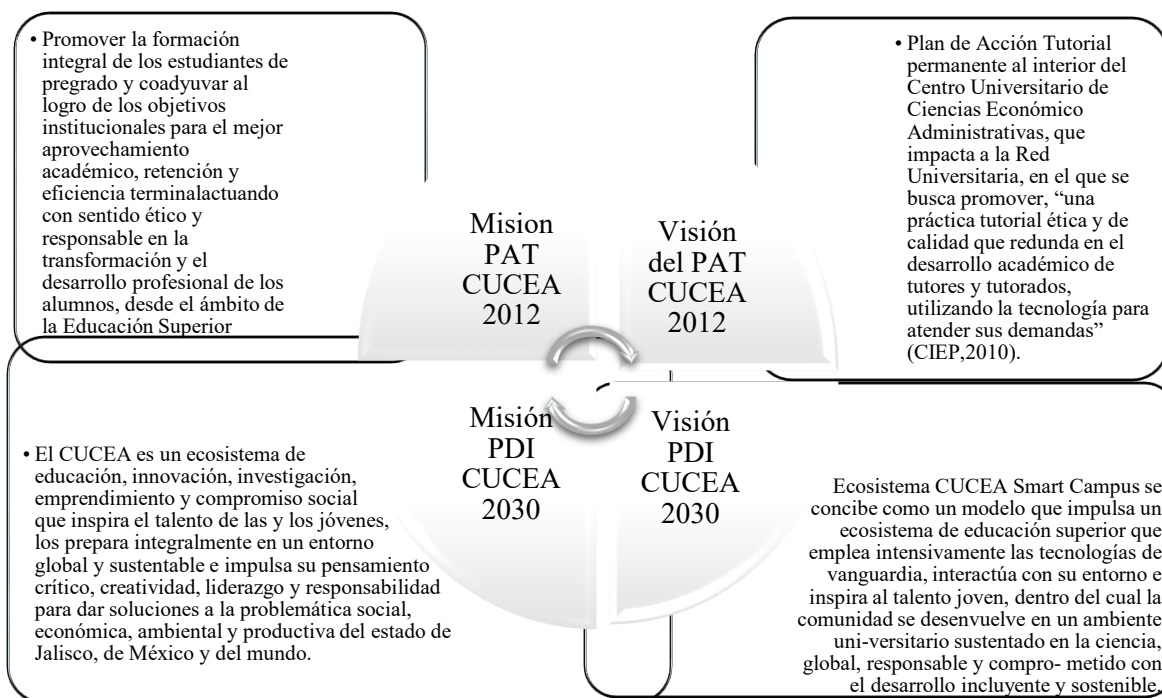 • Promover la formación
integral de los estudiantes de
pregrado y coadyuvar al
logro de los objetivos
institucionales para el mejor
aprovechamiento
académico, retención y
eficiencia terminalactuando
con sentido ético y
responsable en la
transformación y el
desarrollo profesional de los
alumnos, desde el ámbito de
la Educación Superior
• Plan de Acción Tutorial
permanente al interior del
Centro Universitario de
Ciencias Económico
Administrativas, que
impacta a la Red
Universitaria, en el que se
busca promover, “una
práctica tutorial ética y de
calidad que redunda en el
desarrollo académico de
tutores y tutorados,
utilizando la tecnología para
atender sus demandas”
(CIEP,2010).
Mision
PAT
CUCEA
2012
Visión
del PAT
CUCEA
2012
Misión
PDI
CUCEA
2030
Visión
PDI
CUCEA
2030
• El CUCEA es un ecosistema de
educación, innovación, investigación,
emprendimiento y compromiso social
que inspira el talento de las y los jóvenes,
los prepara integralmente en un entorno
global y sustentable e impulsa su pensamiento
crítico, creatividad, liderazgo y responsabilidad
para dar soluciones a la problemática social,
económica, ambiental y productiva del estado de
Jalisco, de México y del mundo.
Ecosistema CUCEA Smart Campus se
concibe como un modelo que impulsa un
ecosistema de educación superior que
emplea intensivamente las tecnologías de
vanguardia, interactúa con su entorno e
inspira al talento joven, dentro del cual la
comunidad se desenvuelve en un ambiente
uni-versitario sustentado en la ciencia,
global, responsable y compro- metido con
el desarrollo incluyente y sostenible.